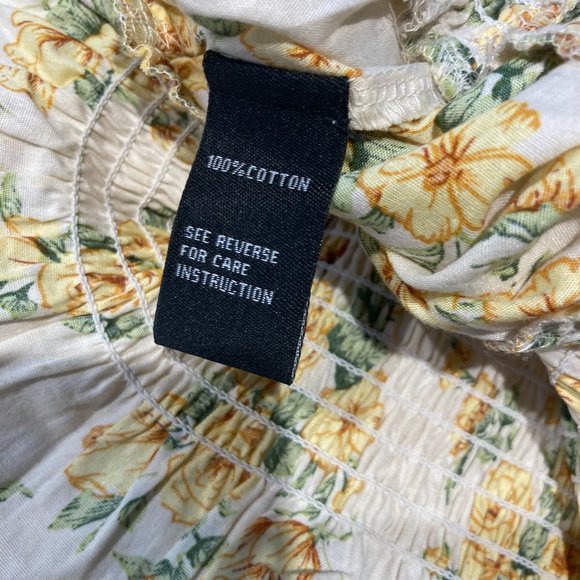 100%COTTON
SEE REVERSE
FOR CARE
INSTRUCTION